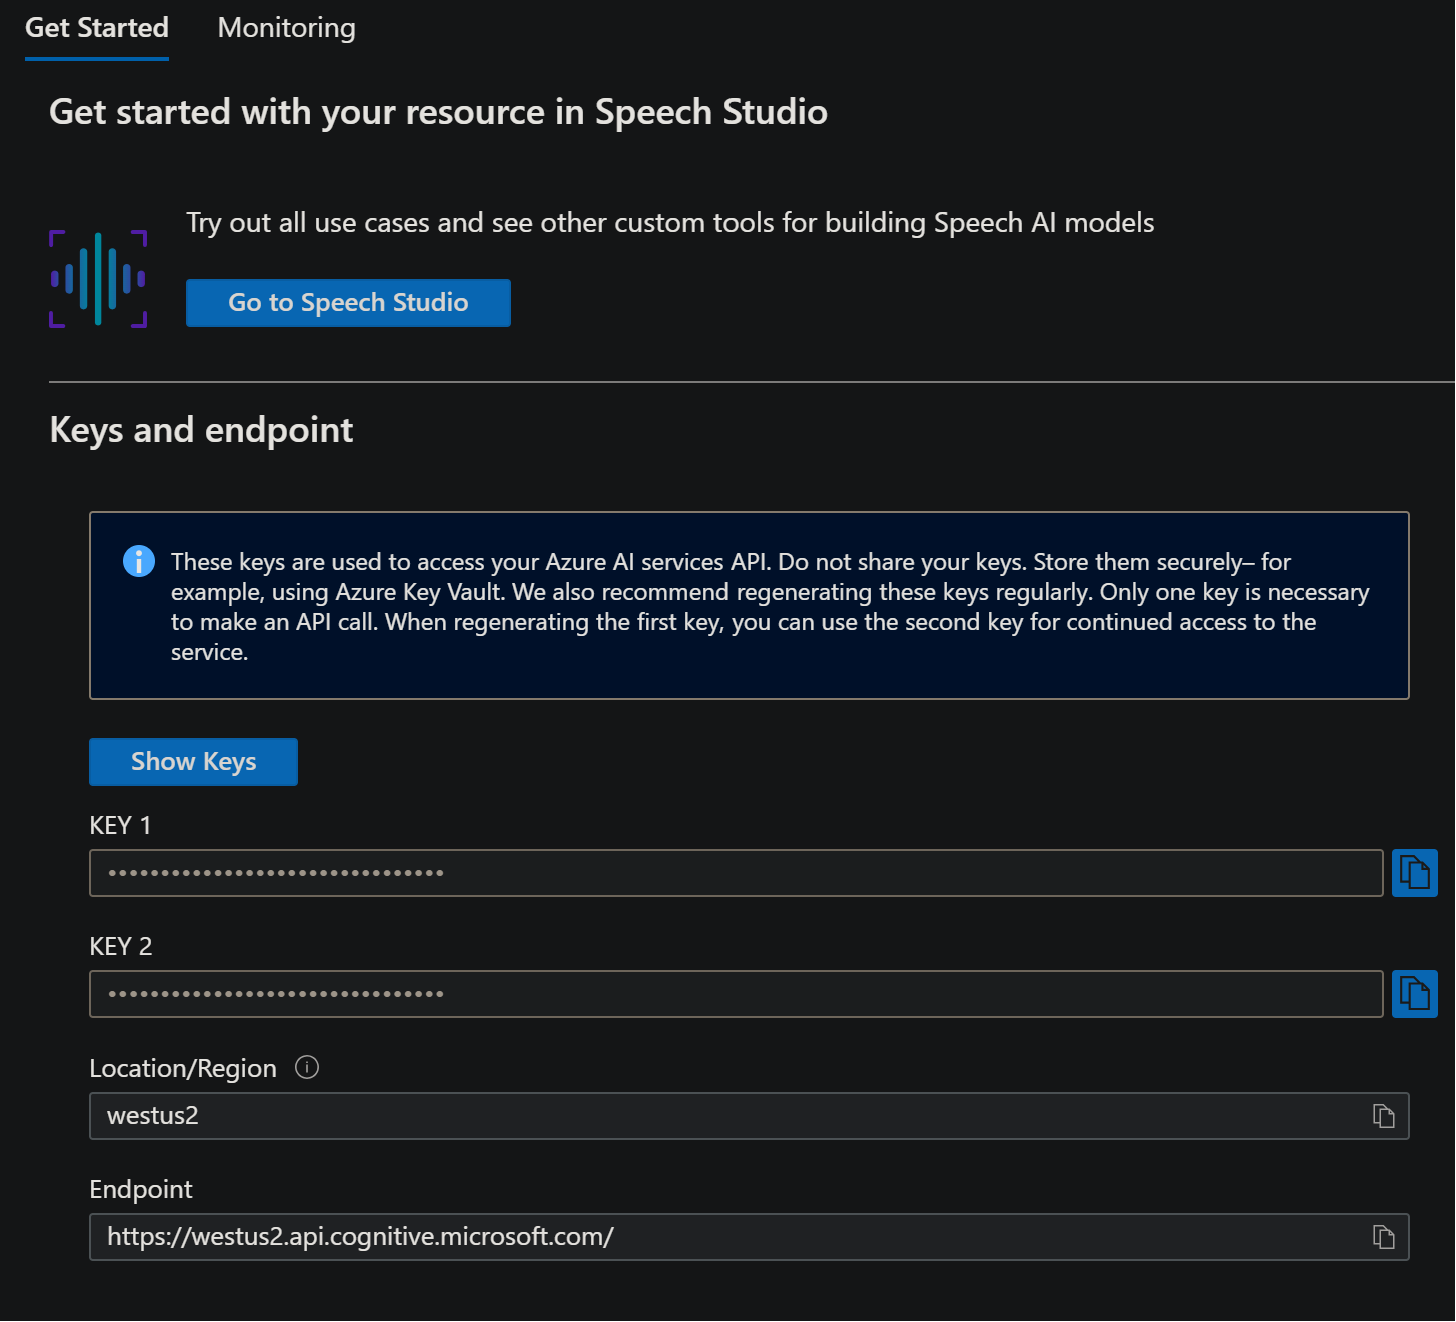 Get Started Monitoring
Get started with your resource in Speech Studio
Try out all use cases and see other custom tools for building Speech AI models
Go to Speech Studio
Keys and endpoint
These keys are used to access your Azure AI services API. Do not share your keys. Store them securely– for
example, using Azure Key Vault. We also recommend regenerating these keys regularly. Only one key is necessary
to make an API call. When regenerating the first key, you can use the second key for continued access to the
service.
Show Keys
KEY 1
••••••••••••••••••••••••••••••••
KEY 2
••••••••••••••••••••••••••••••••
Location/Region
westus2
Endpoint
https://westus2.api.cognitive.microsoft.com/